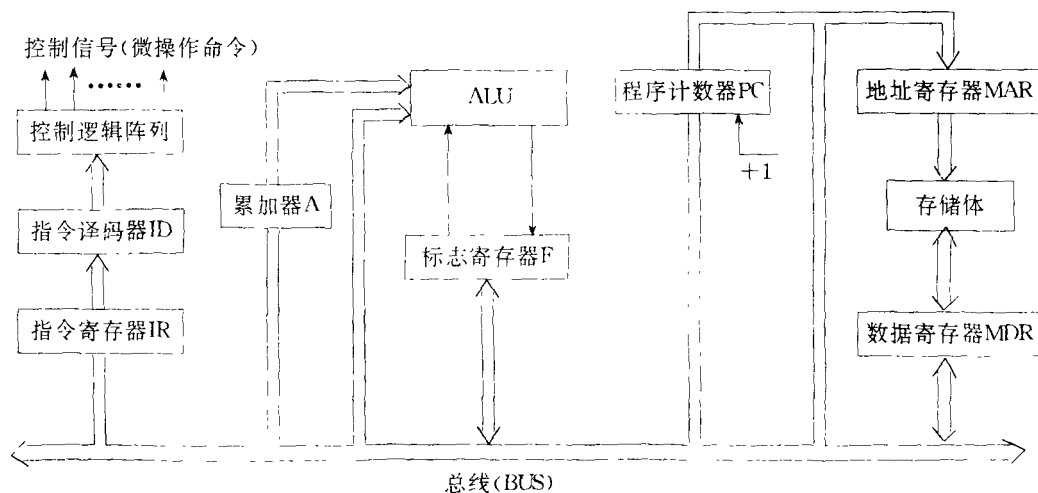 控制信号(微操作命令)
······
控制逻辑阵列
指令译码器ID
指令寄存器IR
累加器A
ALU
标志寄存器F
程序计数器PC
+1
地址寄存器MAR
存储体
数据寄存器MDR
总线(BUS)